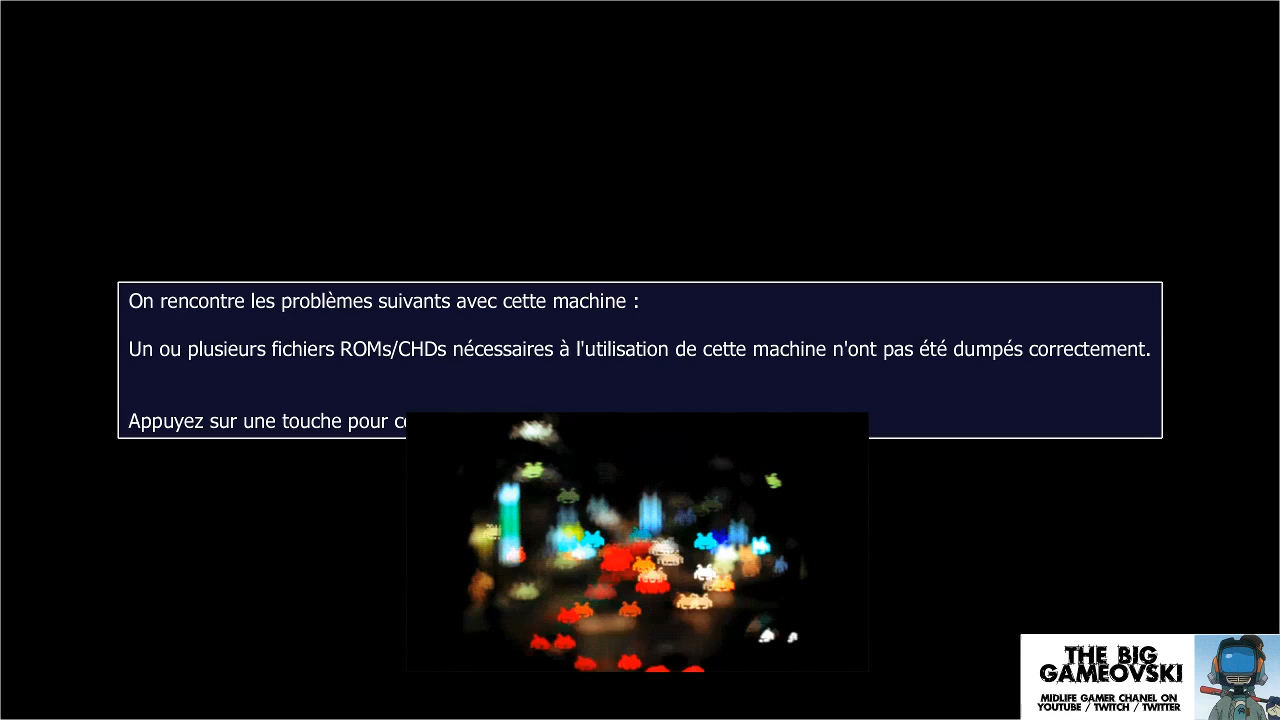 On rencontre les problèmes suivants avec cette machine :
Un ou plusieurs fichiers ROMs/CHDs nécessaires à l'utilisation de cette machine n'ont pas été dumpés correctement.
Appuyez sur une touche pour
THE BIG
GAMEOVSKI
MIDLIFE GAMER CHANEL ON
YOUTUBE / TWITCH / TWITTER